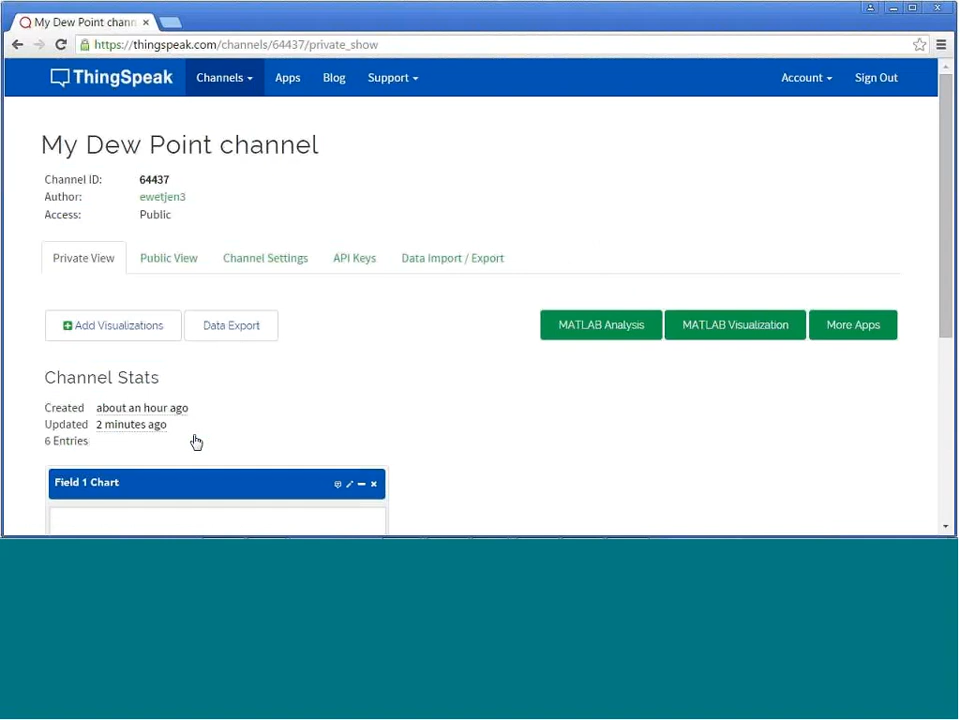 My Dew Point chann
https://thingspeak.com/channels/64437/private_show
ThingSpeak Channels Apps Blog Support Account Sign Out
My Dew Point channel
Channel ID: 64437
Author: ewetjen3
Access: Public
Private View Public View Channel Settings API Keys Data Import / Export
Add Visualizations Data Export MATLAB Analysis MATLAB Visualization More Apps
Channel Stats
Created about an hour ago
Updated 2 minutes ago
6 Entries
Field 1 Chart